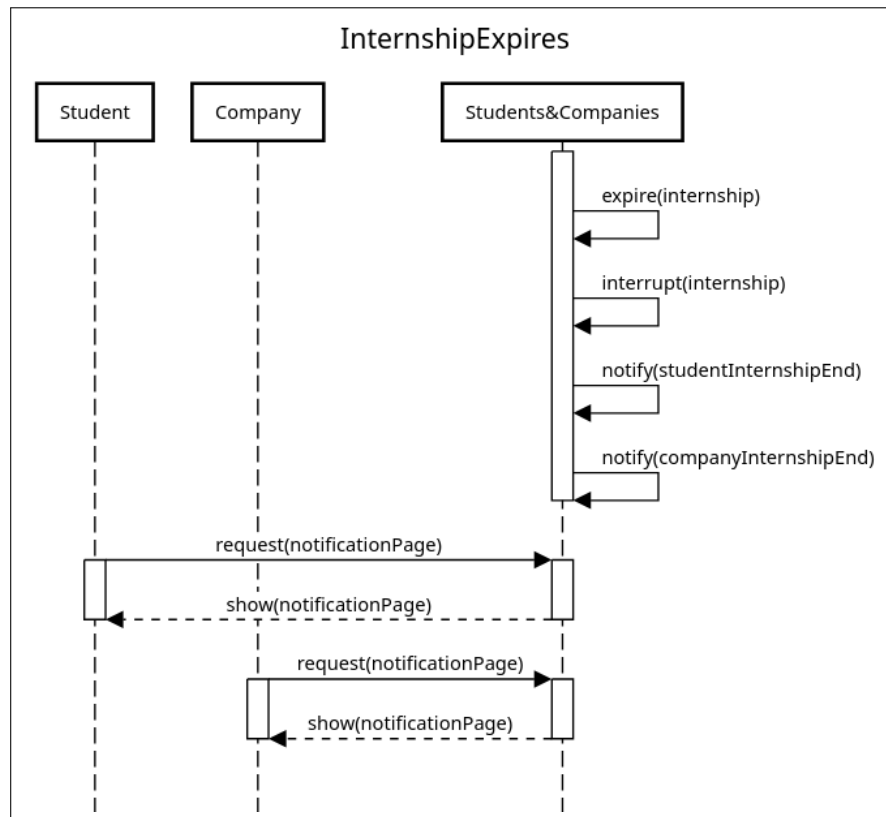 InternshipExpires
Student
Company
Students&Companies
expire(internship)
interrupt(internship)
notify(studentInternshipEnd)
notify(companyInternshipEnd)
request(notificationPage)
show(notificationPage)
request(notificationPage)
show(notificationPage)